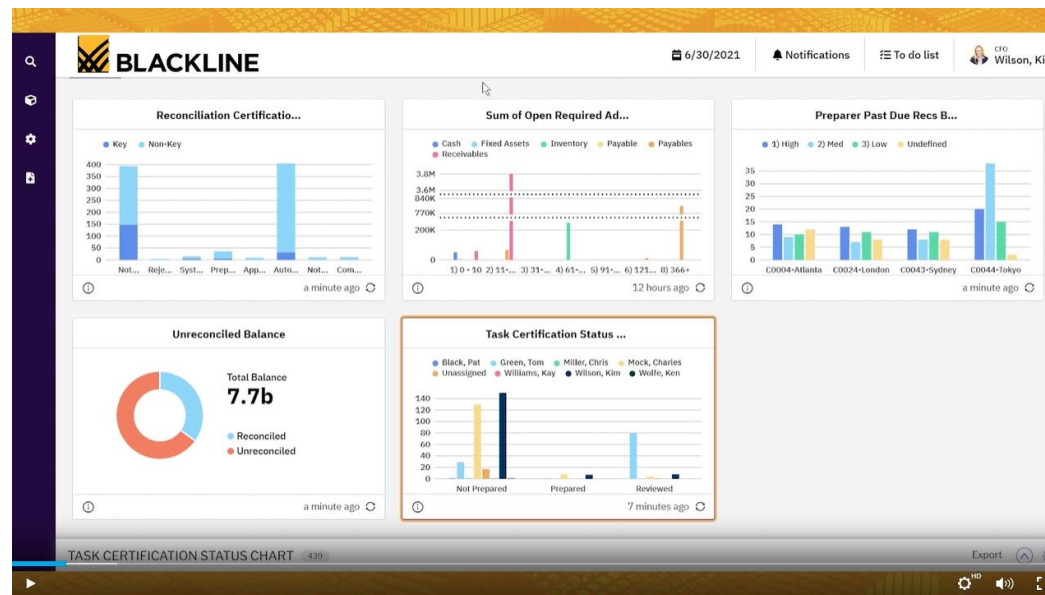 BLACKLINE
6/30/2021 Notifications To do list CFO
Wilson, Ki
Reconciliation Certificatio...
Key Non-Key
400
350
300
250
200
150
100
50
0
Not... Reje... Syst... Prep... App... Auto... Not... Com...
a minute ago
Sum of Open Required Ad...
Cash Fixed Assets Inventory Payable Payables
Receivables
3.8M
3.6M
840K
770K
200K
0
1) 0 - 10 2) 11-... 3) 31-... 4) 61-... 5) 91-... 6) 121... 8) 366+
12 hours ago
Preparer Past Due Recs B...
1) High 2) Med 3) Low Undefined
35
30
25
20
15
10
5
0
C0004-Atlanta C0024-London C0043-Sydney C0044-Tokyo
a minute ago
Unreconciled Balance
Total Balance
7.7b
Reconciled
Unreconciled
a minute ago
Task Certification Status ...
Black, Pat Green, Tom Miller, Chris Mock, Charles
Unassigned Williams, Kay Wilson, Kim Wolfe, Ken
140
120
100
80
60
40
20
0
Not Prepared Prepared Reviewed
7 minutes ago
TASK CERTIFICATION STATUS CHART 439
Export
HD